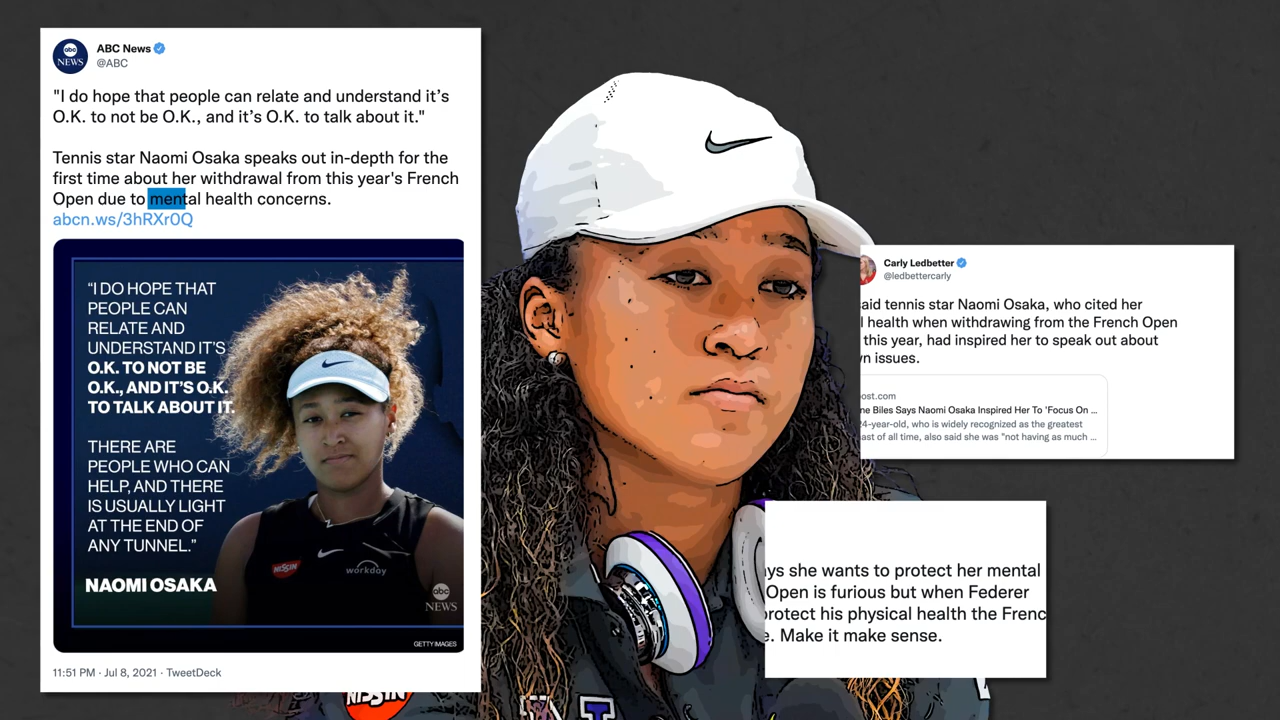 ABC News
@ABC
"I do hope that people can relate and understand it's
O.K. to not be O.K., and it's O.K. to talk about it."
Tennis star Naomi Osaka speaks out in-depth for the
first time about her withdrawal from this year's French
Open due to mental health concerns.
abcn.ws/3hRXr0Q
abc
NEWS
"I DO HOPE THAT
PEOPLE CAN
RELATE AND
UNDERSTAND IT'S
O.K. TO NOT BE
O.K., AND IT'S O.K.
TO TALK ABOUT IT.
THERE ARE
PEOPLE WHO CAN
HELP, AND THERE
IS USUALLY LIGHT
AT THE END OF
ANY TUNNEL."
NAOMI OSAKA
NISSIN
workday
abc
NEWS
GETTY IMAGES
11:51 PM · Jul 8, 2021 · TweetDeck
NISSIN
Carly Ledbetter
@ledbettercarly
aid tennis star Naomi Osaka, who cited her
l health when withdrawing from the French Open
this year, had inspired her to speak out about
n issues.
ost.com
ne Biles Says Naomi Osaka Inspired Her To 'Focus On ...
24-year-old, who is widely recognized as the greatest
ast of all time, also said she was "not having as much ...
ys she wants to protect her mental
Open is furious but when Federer
protect his physical health the Frenc
e. Make it make sense.